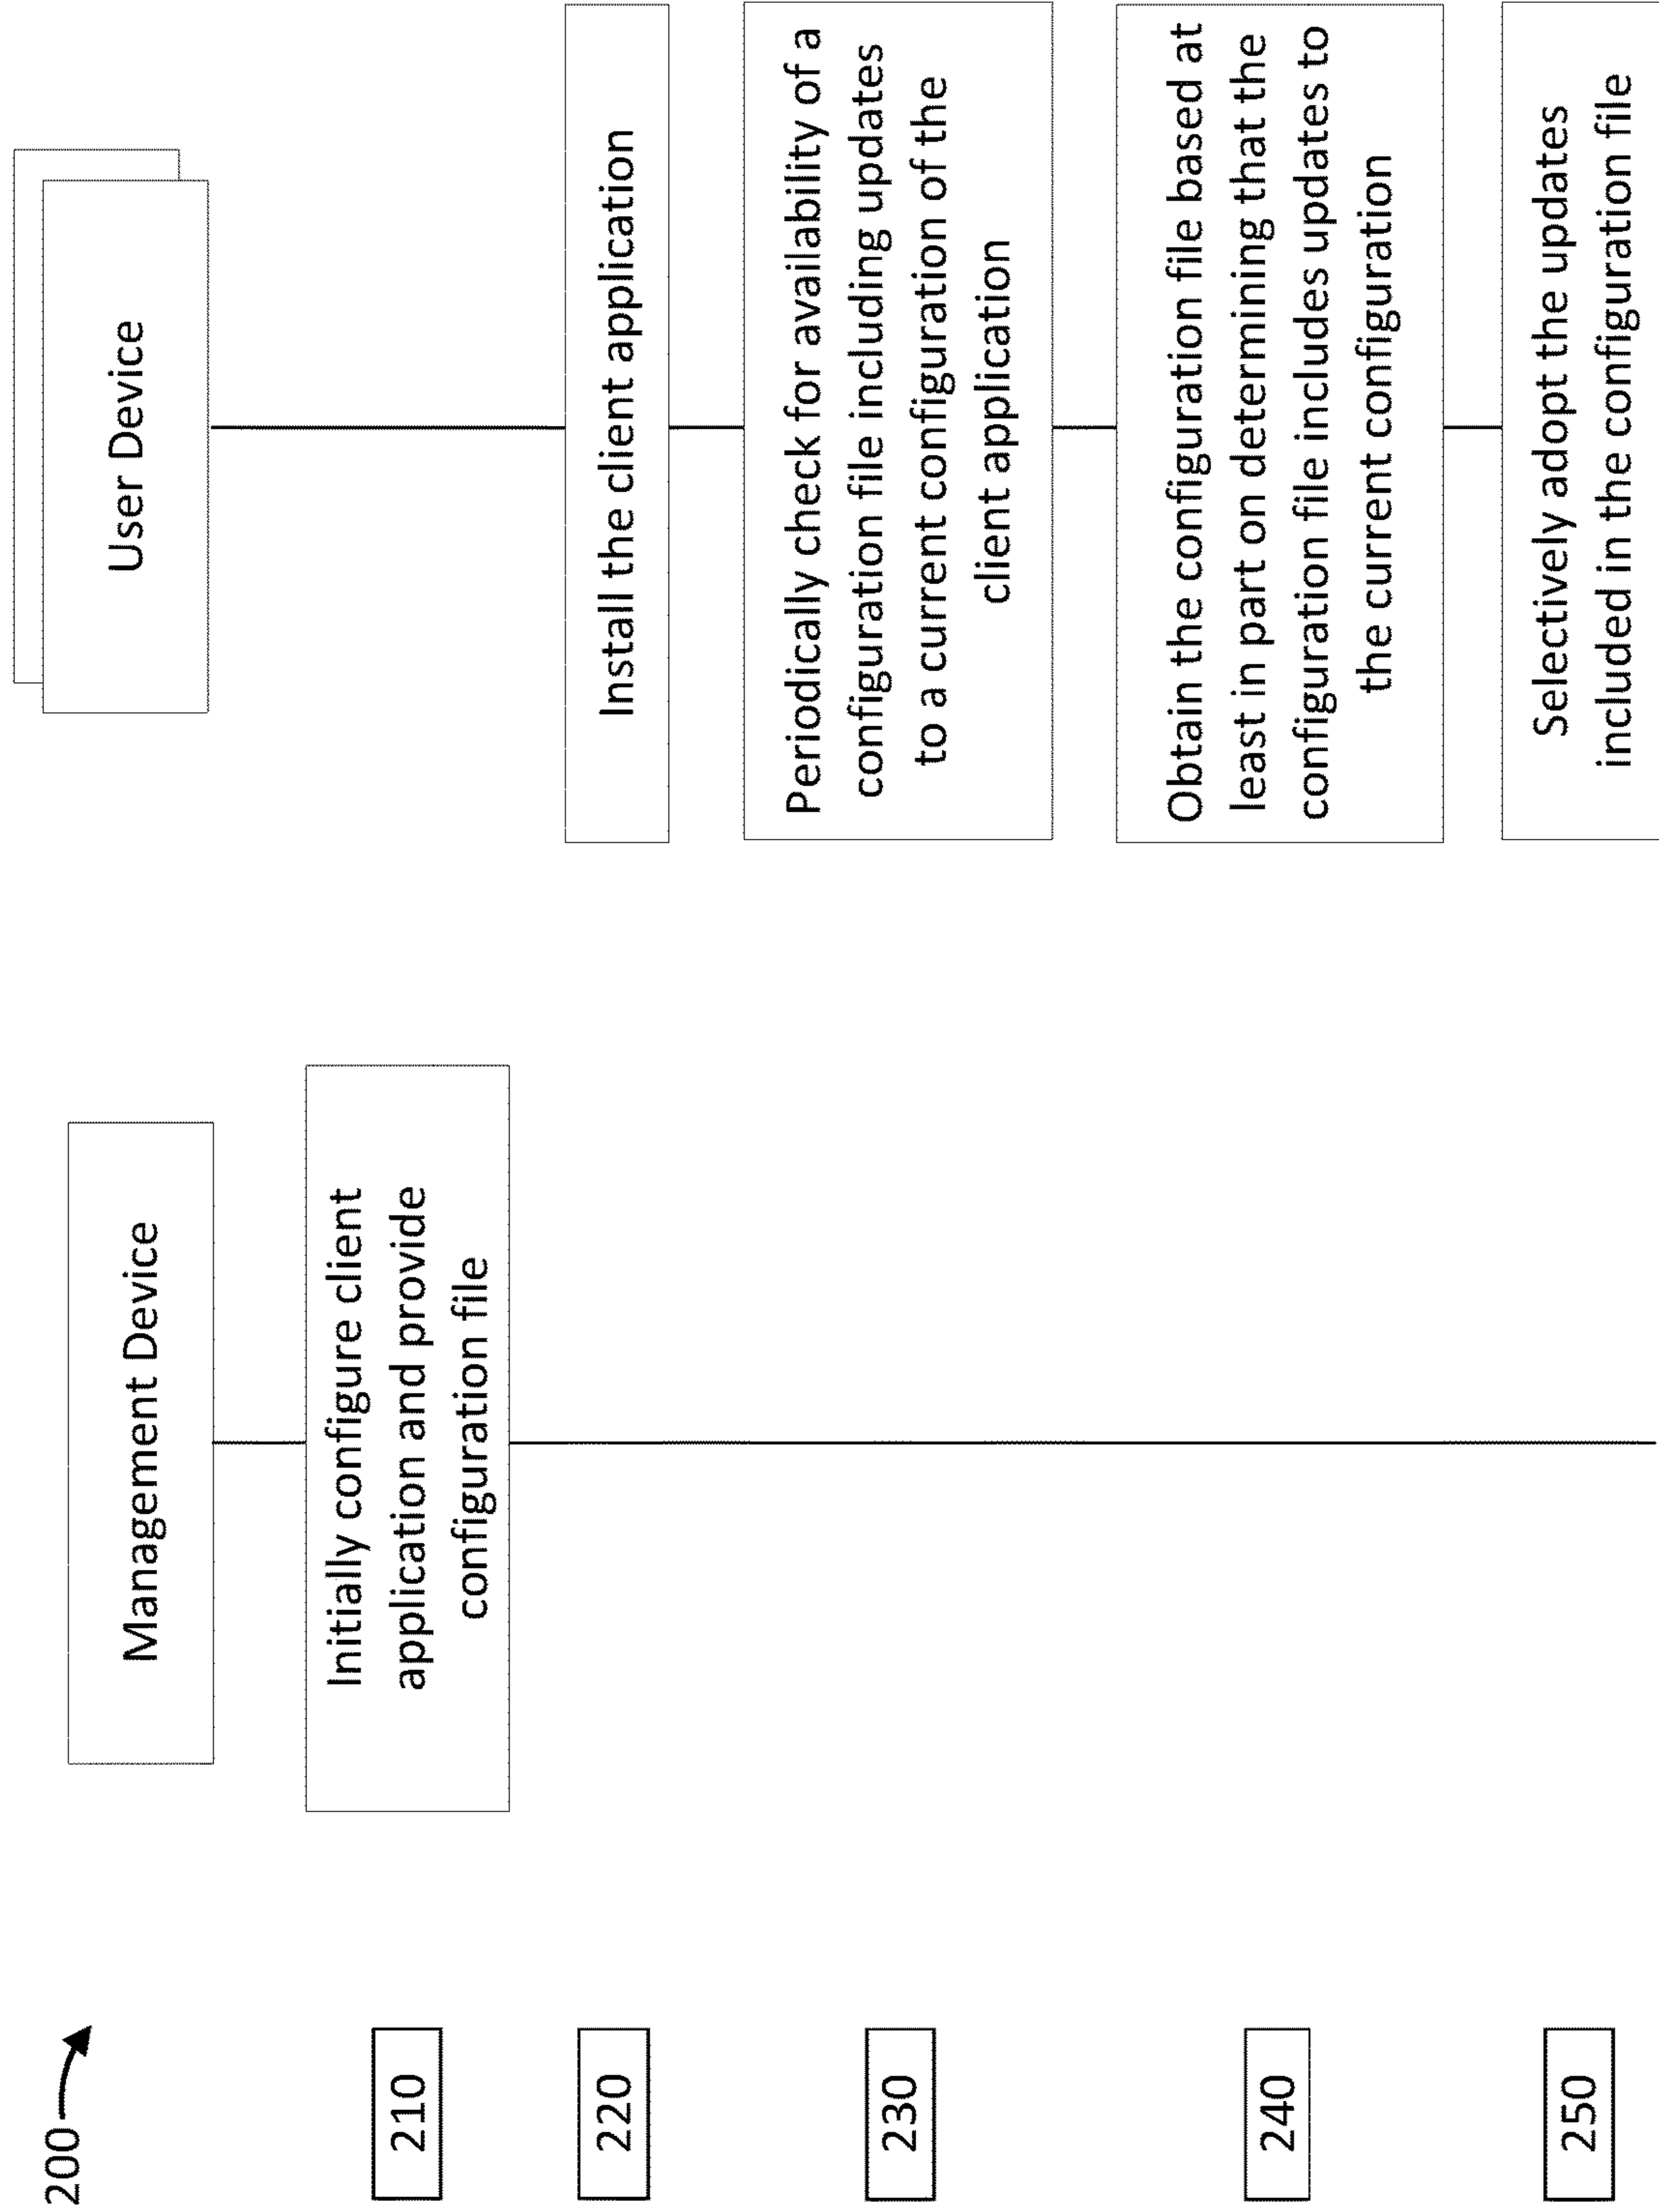 200
Management Device
User Device
210
Initially configure client
application and provide
configuration file
220
Install the client application
230
Periodically check for availability of a
configuration file including updates
to a current configuration of the
client application
240
Obtain the configuration file based at
least in part on determining that the
configuration file includes updates to
the current configuration
250
Selectively adopt the updates
included in the configuration file